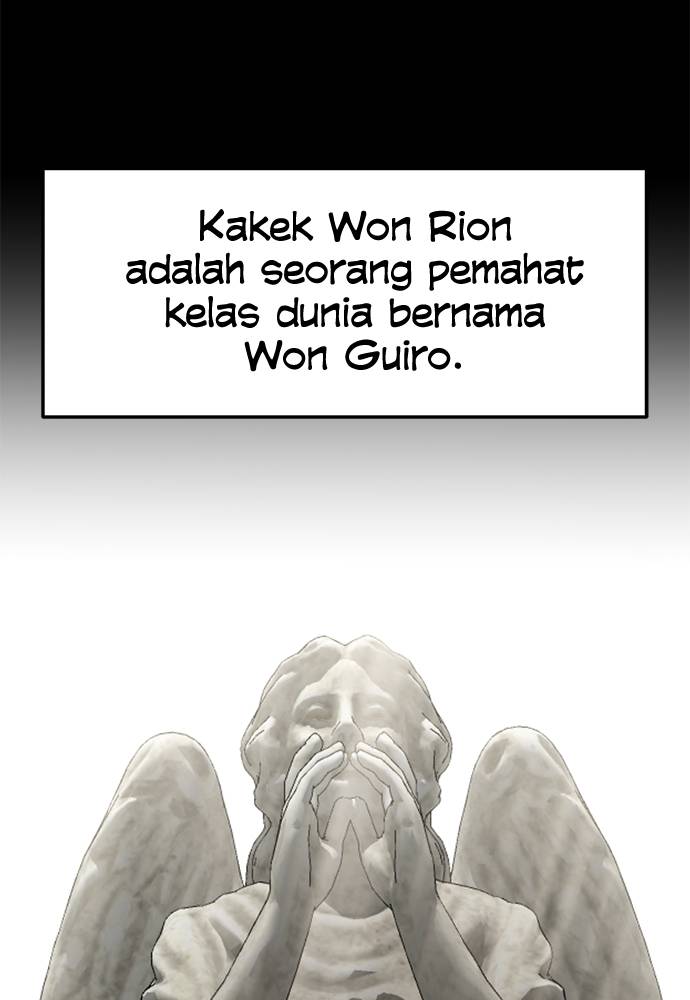 Kakek Won Rion
adalah seorang pemahat
kelas dunia bernama
Won Guiro.